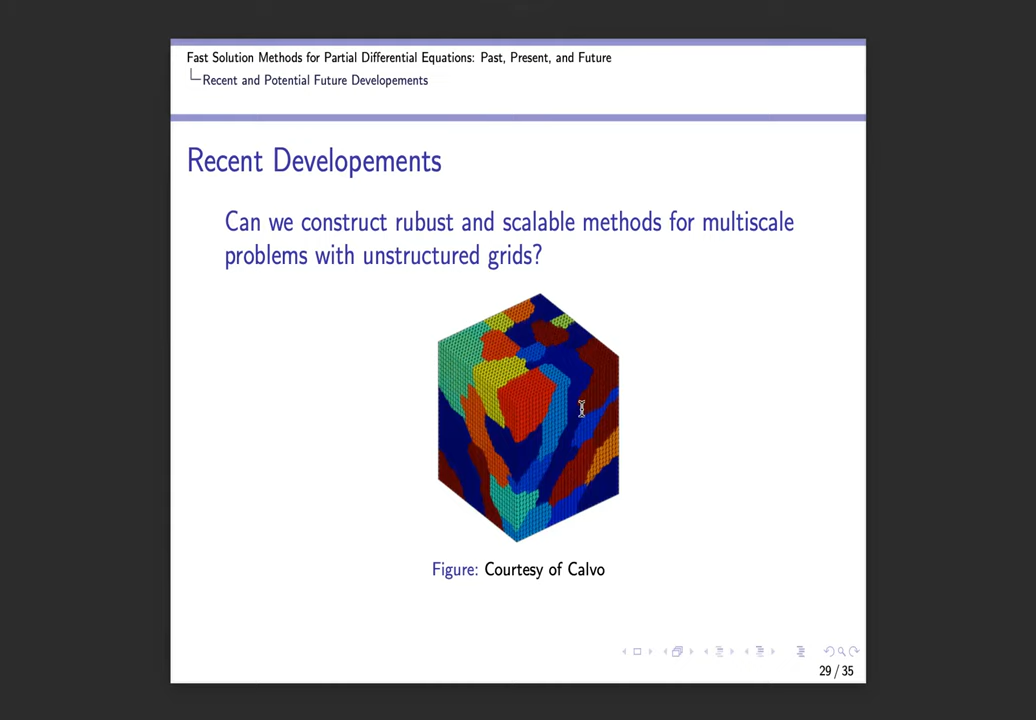 Fast Solution Methods for Partial Differential Equations: Past, Present, and Future
Recent and Potential Future Developements
Recent Developements
Can we construct rubust and scalable methods for multiscale
problems with unstructured grids?
Figure: Courtesy of Calvo
29 / 35